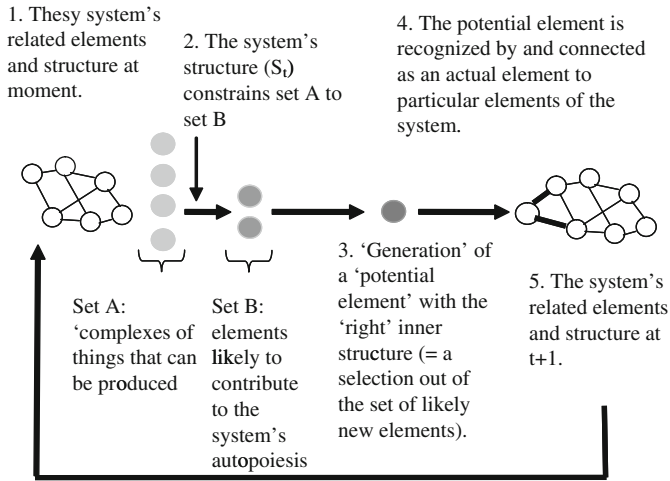 1. Thesy system’s
related elements
and structure at
moment.
2. The system’s
structure (St)
constrains set A to
set B
4. The potential element is
recognized by and connected
as an actual element to
particular elements of the
system.
Set A:
‘complexes of
things that can
be produced
Set B:
elements
likely to
contribute
to the
system’s
autopoiesis
3. ‘Generation’ of
a ‘potential
element’ with the
‘right’ inner
structure (= a
selection out of
the set of likely
new elements).
5. The system’s
related elements
and structure at
t+1.